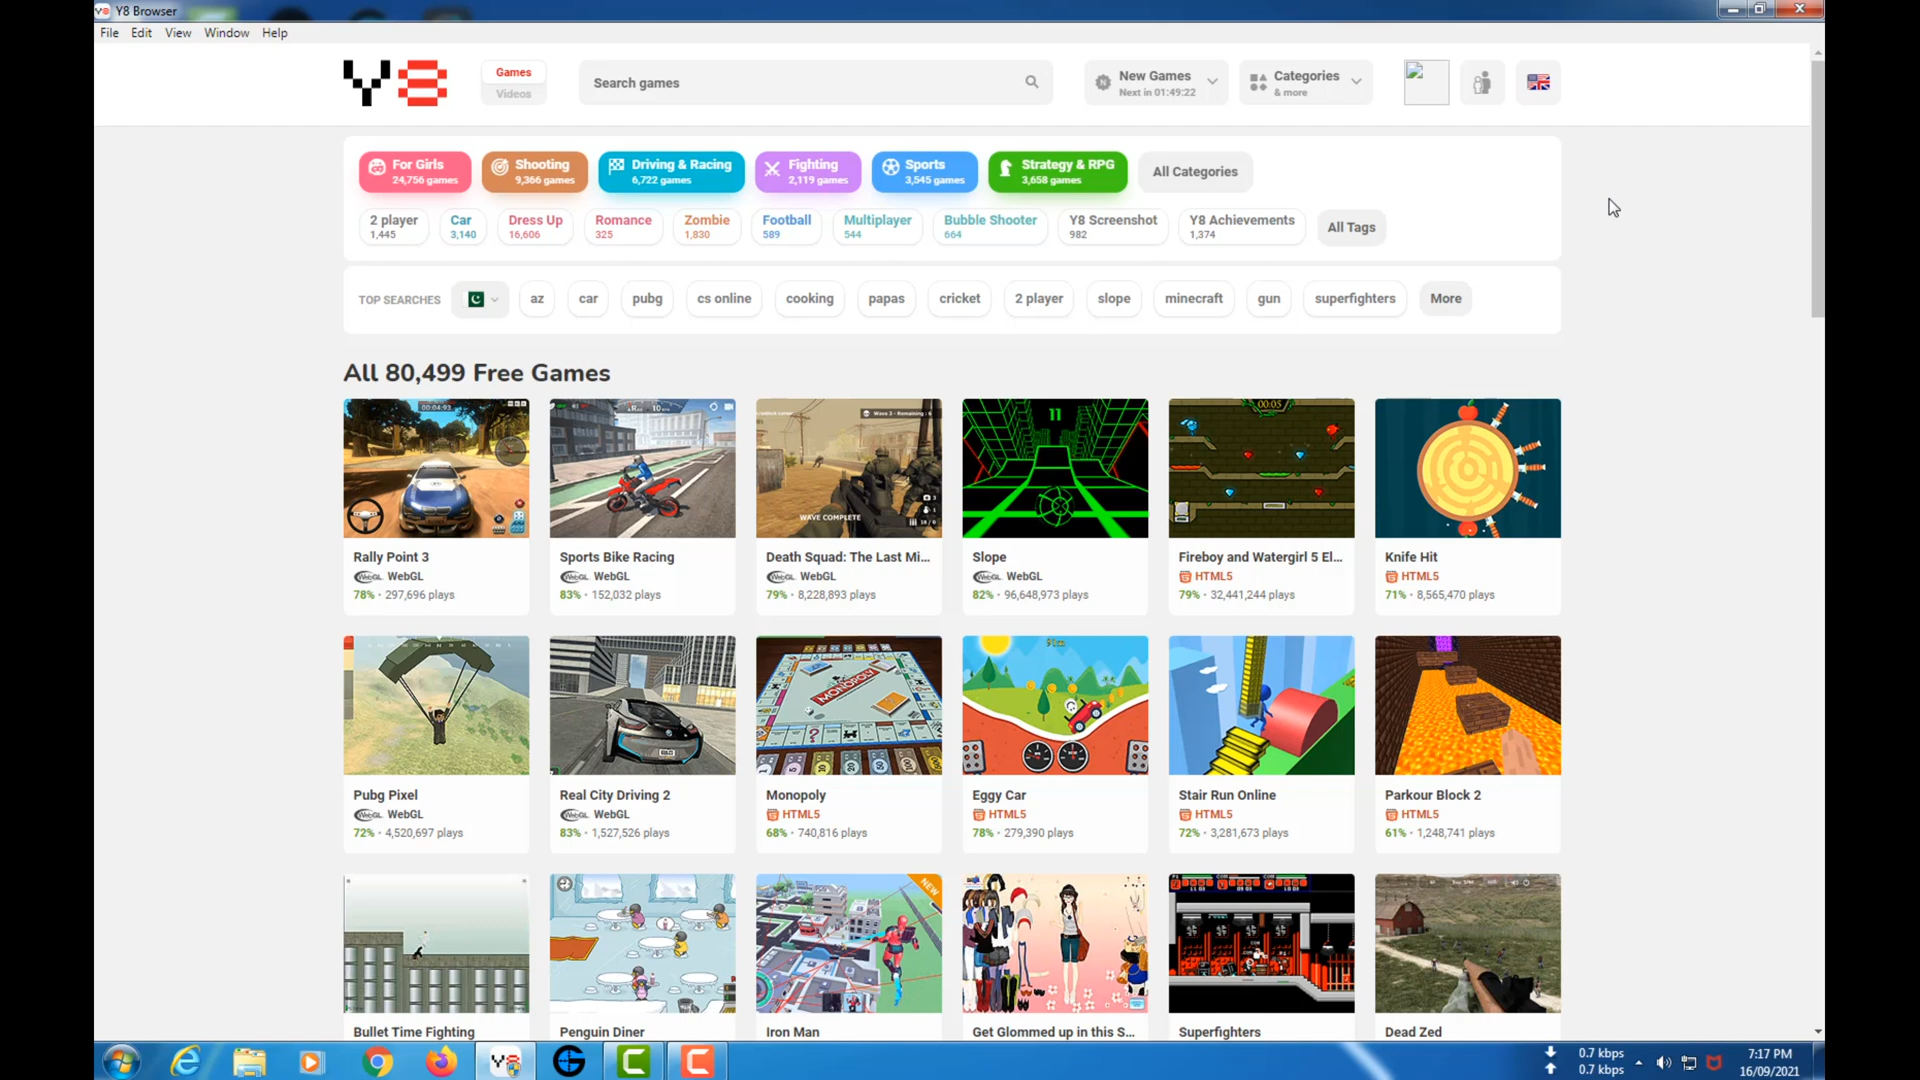 Y8 Browser
File Edit View Window Help
Y8
Games
Videos
Search games
New Games
Next in 01:49:22
Categories
& more
For Girls
24,756 games
Shooting
9,366 games
Driving & Racing
6,722 games
Fighting
2,119 games
Sports
3,545 games
Strategy & RPG
3,658 games
All Categories
2 player
1,445
Car
3,140
Dress Up
16,606
Romance
325
Zombie
1,830
Football
589
Multiplayer
544
Bubble Shooter
664
Y8 Screenshot
982
Y8 Achievements
1,374
All Tags
TOP SEARCHES az car pubg cs online cooking papas cricket 2 player slope minecraft gun superfighters More
All 80,499 Free Games
00:04:93
WAVE COMPLETE
11
00:05
Rally Point 3
WebGL
78% • 297,696 plays
Sports Bike Racing
WebGL
83% • 152,032 plays
Death Squad: The Last Mi...
WebGL
79% • 8,228,893 plays
Slope
WebGL
82% • 96,648,973 plays
Fireboy and Watergirl 5 El...
HTML5
79% • 32,441,244 plays
Knife Hit
HTML5
71% • 8,565,470 plays
MONOPOLY
Pubg Pixel
WebGL
72% • 4,520,697 plays
Real City Driving 2
WebGL
83% • 1,527,526 plays
Monopoly
HTML5
68% • 740,816 plays
Eggy Car
HTML5
78% • 279,390 plays
Stair Run Online
HTML5
72% • 3,281,673 plays
Parkour Block 2
HTML5
61% • 1,248,741 plays
NEW
Bullet Time Fighting
Penguin Diner
Iron Man
Get Glommed up in this S...
Superfighters
Dead Zed
0.7 kbps
0.7 kbps
7:17 PM
16/09/2021